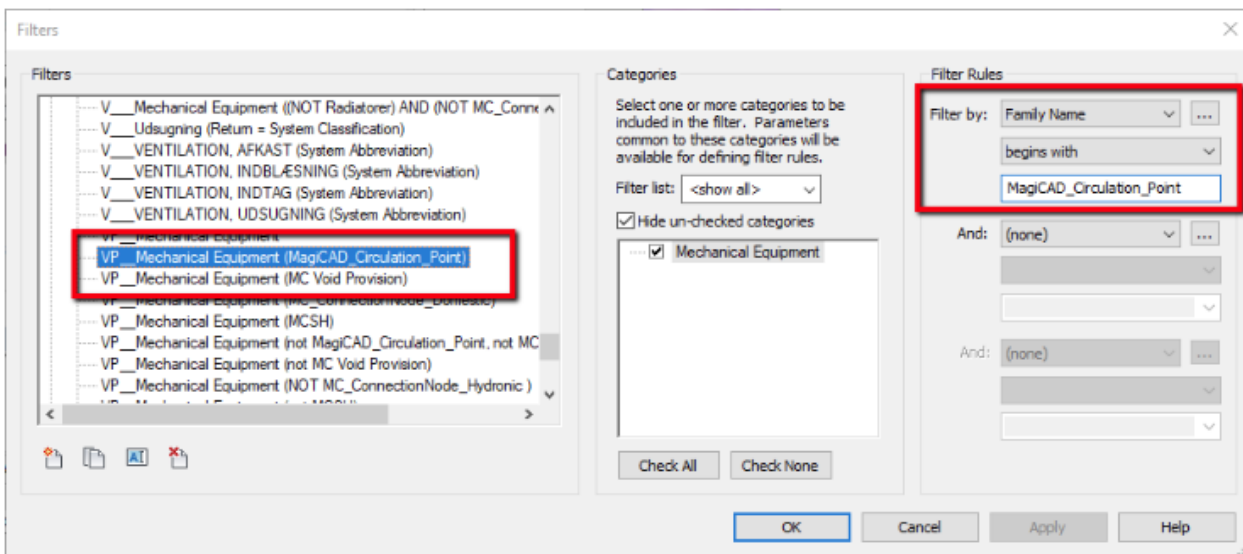 Filters
Filters
V___Mechanical Equipment ((NOT Radiatorer) AND (NOT MC_Conne
V___Udsugning (Return = System Classification)
V___VENTILATION, AFKAST (System Abbreviation)
V___VENTILATION, INDBLÆSNING (System Abbreviation)
V___VENTILATION, INDTAG (System Abbreviation)
V___VENTILATION, UDSUGNING (System Abbreviation)
VP__Mechanical Equipment
VP__Mechanical Equipment (MagiCAD_Circulation_Point)
VP__Mechanical Equipment (MC Void Provision)
VP__Mechanical Equipment (MC_ConnectionNode_Domestic)
VP__Mechanical Equipment (MCSH)
VP__Mechanical Equipment (not MagiCAD_Circulation_Point, not MC
VP__Mechanical Equipment (not MC Void Provision)
VP__Mechanical Equipment (NOT MC_ConnectionNode_Hydronic )
Categories
Select one or more categories to be
included in the filter. Parameters
common to these categories will be
available for defining filter rules.
Filter list: <show all>
Hide un-checked categories
Mechanical Equipment
Check All Check None
Filter Rules
Filter by: Family Name ...
begins with
MagiCAD_Circulation_Point
And: (none) ...
And: (none) ...
OK Cancel Apply Help